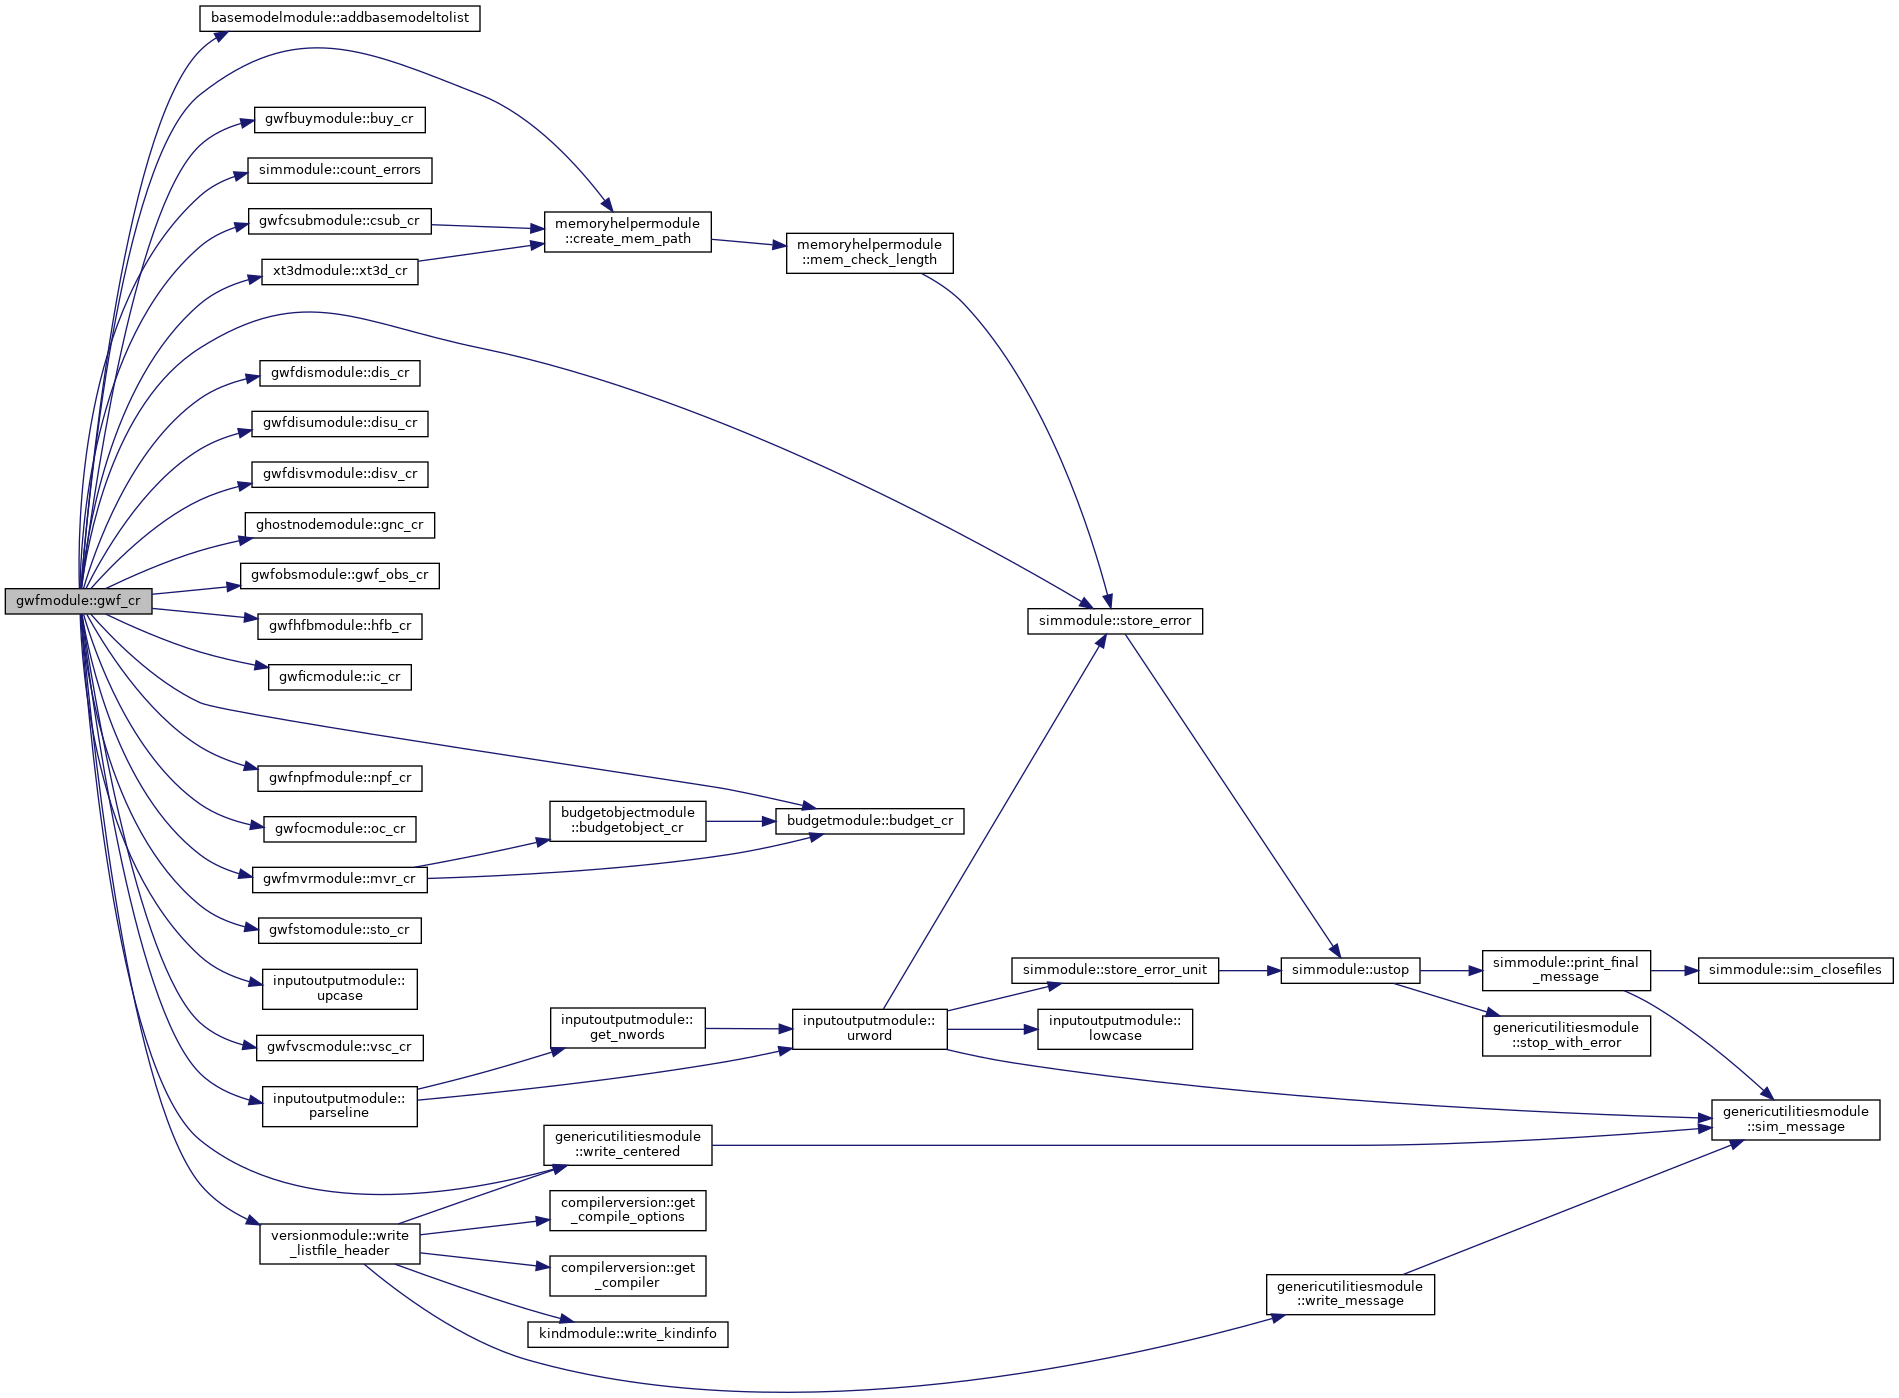 basemodelmodule::addbasemodeltolist
gwfbuymodule::buy_cr
simmodule::count_errors
gwfcsubmodule::csub_cr
xt3dmodule::xt3d_cr
memoryhelpermodule
::create_mem_path
memoryhelpermodule
::mem_check_length
gwfdismodule::dis_cr
gwfdisumodule::disu_cr
gwfdisvmodule::disv_cr
ghostnodemodule::gnc_cr
gwfobsmodule::gwf_obs_cr
gwfmodule::gwf_cr
gwfhfbmodule::hfb_cr
simmodule::store_error
gwficmodule::ic_cr
gwfnpfmodule::npf_cr
gwfocmodule::oc_cr
budgetobjectmodule
::budgetobject_cr
budgetmodule::budget_cr
gwfmvrmodule::mvr_cr
gwfstomodule::sto_cr
inputoutputmodule::
upcase
gwfvscmodule::vsc_cr
inputoutputmodule::
parseline
inputoutputmodule::
get_nwords
inputoutputmodule::
urword
simmodule::store_error_unit
inputoutputmodule::
lowcase
simmodule::ustop
simmodule::print_final
_message
simmodule::sim_closefiles
genericutilitiesmodule
::stop_with_error
genericutilitiesmodule
::sim_message
genericutilitiesmodule
::write_centered
versionmodule::write
_listfile_header
compilerversion::get
_compile_options
compilerversion::get
_compiler
kindmodule::write_kindinfo
genericutilitiesmodule
::write_message